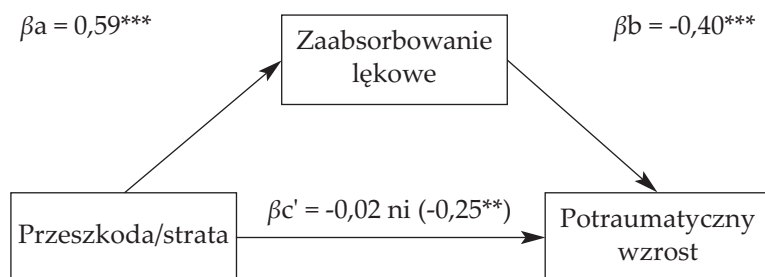 βa = 0,59***
βb = -0,40***
Zaabsorbowanie
lękowe
βc' = -0,02 ni (-0,25**)
Przeszkoda/strata
Potraumatyczny
wzrost